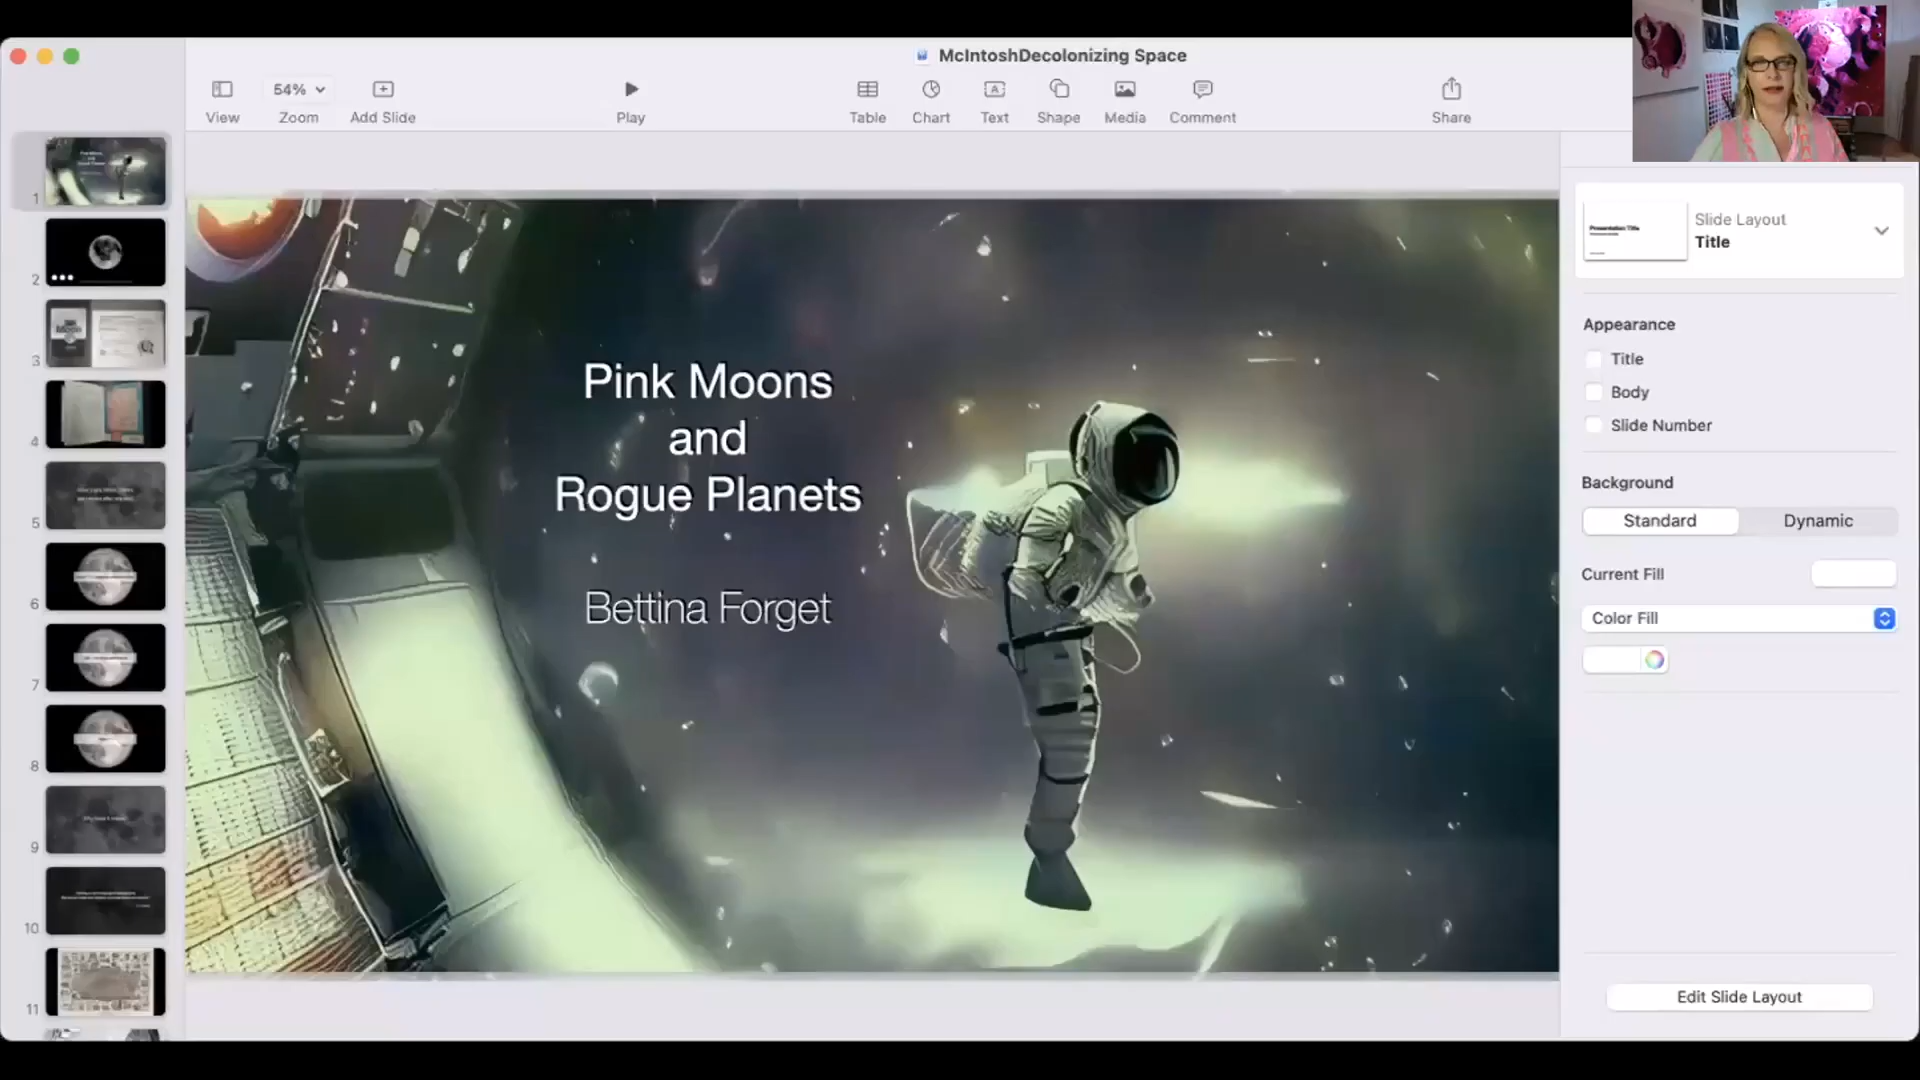 McIntoshDecolonizing Space
View
54%
Zoom
Add Slide
Play
Table
Chart
Text
Shape
Media
Comment
Share
1
2
3
4
5
6
7
8
9
10
11
Pink Moons
and
Rogue Planets
Bettina Forget
Presentation Title
Slide Layout
Title
Appearance
Title
Body
Slide Number
Background
Standard
Dynamic
Current Fill
Color Fill
Edit Slide Layout